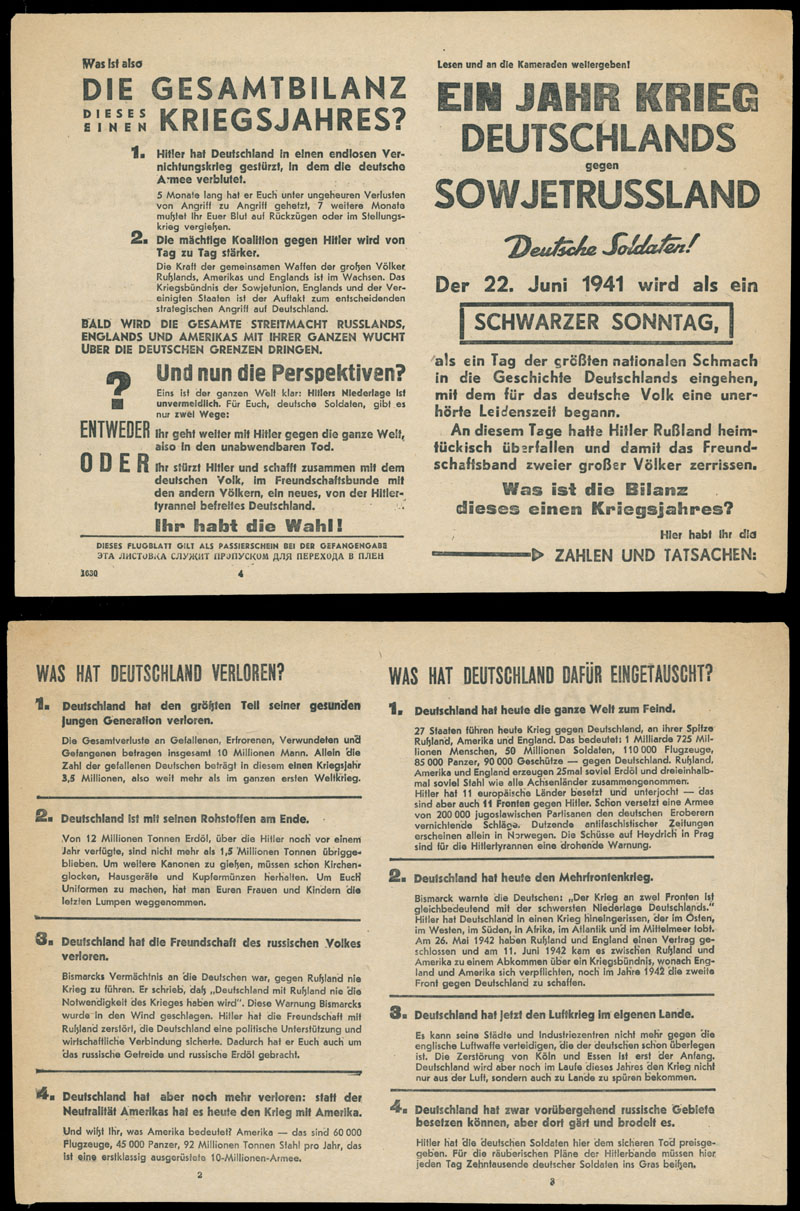 Was ist also
DIE GESAMTBILANZ
DIESES
EINEN KRIEGSJAHRES?
1. Hitler hat Deutschland in einen endlosen Ver-
nichtungskrieg gestürzt, in dem die deutsche
Armee verblutet.
5 Monate lang hat er Euch unter ungeheuren Verlusten
von Angriff zu Angriff gehetzt, 7 weitere Monate
mußtet Ihr Euer Blut auf Rückzügen oder im Stellungs-
krieg vergießen.
2. Die mächtige Koalition gegen Hitler wird von
Tag zu Tag stärker.
Die Kraft der gemeinsamen Waffen der großen Völker
Rußlands, Amerikas und Englands ist im Wachsen. Das
Kriegsbündnis der Sowjetunion, Englands und der Ver-
einigten Staaten ist der Auftakt zum entscheidenden
strategischen Angriff auf Deutschland.
BALD WIRD DIE GESAMTE STREITMACHT RUSSLANDS,
ENGLANDS UND AMERIKAS MIT IHRER GANZEN WUCHT
ÜBER DIE DEUTSCHEN GRENZEN DRINGEN.
? Und nun die Perspektiven?
Eins ist der ganzen Welt klar: Hitlers Niederlage ist
unvermeidlich. Für Euch, deutsche Soldaten, gibt es
nur zwei Wege:
ENTWEDER Ihr geht weiter mit Hitler gegen die ganze Welt,
also in den unabwendbaren Tod.
ODER Ihr stürzt Hitler und schafft zusammen mit dem
deutschen Volk, im Freundschaftsbunde mit
den andern Völkern, ein neues, von der Hitler-
tyrannei befreites Deutschland.
Ihr habt die Wahl!
DIESES FLUGBLATT GILT ALS PASSIERSCHEIN BEI DER GEFANGENGABE
ЭТА ЛИСТОВКА СЛУЖИТ ПРОПУСКОМ ДЛЯ ПЕРЕХОДА В ПЛЕН
1630
4
Lesen und an die Kameraden weitergeben!
EIN JAHR KRIEG
DEUTSCHLANDS
gegen
SOWJETRUSSLAND
Deutsche Soldaten!
Der 22. Juni 1941 wird als ein
SCHWARZER SONNTAG,
als ein Tag der größten nationalen Schmach
in die Geschichte Deutschlands eingehen,
mit dem für das deutsche Volk eine uner-
hörte Leidenszeit begann.
An diesem Tage hatte Hitler Rußland heim-
tückisch überfallen und damit das Freund-
schaftsband zweier großer Völker zerrissen.
Was ist die Bilanz
dieses einen Kriegsjahres?
Hier habt Ihr die
ZAHLEN UND TATSACHEN:
WAS HAT DEUTSCHLAND VERLOREN?
1. Deutschland hat den größten Teil seiner gesunden
jungen Generation verloren.
Die Gesamtverluste an Gefallenen, Erfrorenen, Verwundeten und
Gefangenen betragen insgesamt 10 Millionen Mann. Allein die
Zahl der gefallenen Deutschen beträgt in diesem einen Kriegsjahr
3,5 Millionen, also weit mehr als im ganzen ersten Weltkrieg.
2. Deutschland ist mit seinen Rohstoffen am Ende.
Von 12 Millionen Tonnen Erdöl, über die Hitler noch vor einem
Jahr verfügte, sind nicht mehr als 1,5 Millionen Tonnen übrigge-
blieben. Um weitere Kanonen zu gießen, müssen schon Kirchen-
glocken, Hausgeräte und Kupfermünzen herhalten. Um Euch
Uniformen zu machen, hat man Euren Frauen und Kindern die
letzten Lumpen weggenommen.
3. Deutschland hat die Freundschaft des russischen Volkes
verloren.
Bismarcks Vermächtnis an die Deutschen war, gegen Rußland nie
Krieg zu führen. Er schrieb, daß „Deutschland mit Rußland nie die
Notwendigkeit des Krieges haben wird“. Diese Warnung Bismarcks
wurde in den Wind geschlagen. Hitler hat die Freundschaft mit
Rußland zerstört, die Deutschland eine politische Unterstützung und
wirtschaftliche Verbindung sicherte. Dadurch hat er Euch auch um
das russische Getreide und russische Erdöl gebracht.
4. Deutschland hat aber noch mehr verloren: statt der
Neutralität Amerikas hat es heute den Krieg mit Amerika.
Und wißt Ihr, was Amerika bedeutet? Amerika — das sind 60 000
Flugzeuge, 45 000 Panzer, 92 Millionen Tonnen Stahl pro Jahr, das
ist eine erstklassig ausgerüstete 10-Millionen-Armee.
2
WAS HAT DEUTSCHLAND DAFÜR EINGETAUSCHT?
1. Deutschland hat heute die ganze Welt zum Feind.
27 Staaten führen heute Krieg gegen Deutschland, an ihrer Spitze
Rußland, Amerika und England. Das bedeutet: 1 Milliarde 725 Mil-
lionen Menschen, 50 Millionen Soldaten, 110 000 Flugzeuge,
85 000 Panzer, 90 000 Geschütze — gegen Deutschland. Rußland,
Amerika und England erzeugen 25mal soviel Erdöl und dreieinhalb-
mal soviel Stahl wie alle Achsenländer zusammengenommen.
Hitler hat 11 europäische Länder besetzt und unterjocht — das
sind aber auch 11 Fronten gegen Hitler. Schon versetzt eine Armee
von 200 000 jugoslawischen Partisanen den deutschen Eroberern
vernichtende Schläge. Dutzende antifaschistischer Zeitungen
erscheinen allein in Norwegen. Die Schüsse auf Heydrich in Prag
sind für die Hitlertyrannen eine drohende Warnung.
2. Deutschland hat heute den Mehrfrontenkrieg.
Bismarck warnte die Deutschen: „Der Krieg an zwei Fronten ist
gleichbedeutend mit der schwersten Niederlage Deutschlands.“
Hitler hat Deutschland in einen Krieg hineingerissen, der im Osten,
im Westen, im Süden, in Afrika, im Atlantik und im Mittelmeer tobt.
Am 26. Mai 1942 haben Rußland und England einen Vertrag ge-
schlossen und am 11. Juni 1942 kam es zwischen Rußland und
Amerika zu einem Abkommen über ein Kriegsbündnis, wonach Eng-
land und Amerika sich verpflichten, noch im Jahre 1942 die zweite
Front gegen Deutschland zu schaffen.
3. Deutschland hat jetzt den Luftkrieg im eigenen Lande.
Es kann seine Städte und Industriezentren nicht mehr gegen die
englische Luftwaffe verteidigen, die der deutschen schon überlegen
ist. Die Zerstörung von Köln und Essen ist erst der Anfang.
Deutschland wird aber noch im Laufe dieses Jahres den Krieg nicht
nur aus der Luft, sondern auch zu Lande zu spüren bekommen.
4. Deutschland hat zwar vorübergehend russische Gebiete
besetzen können, aber dort gärt und brodelt es.
Hitler hat die deutschen Soldaten hier dem sicheren Tod preisge-
geben. Für die räuberischen Pläne der Hitlerbande müssen hier
jeden Tag Zehntausende deutscher Soldaten ins Gras beißen.
3